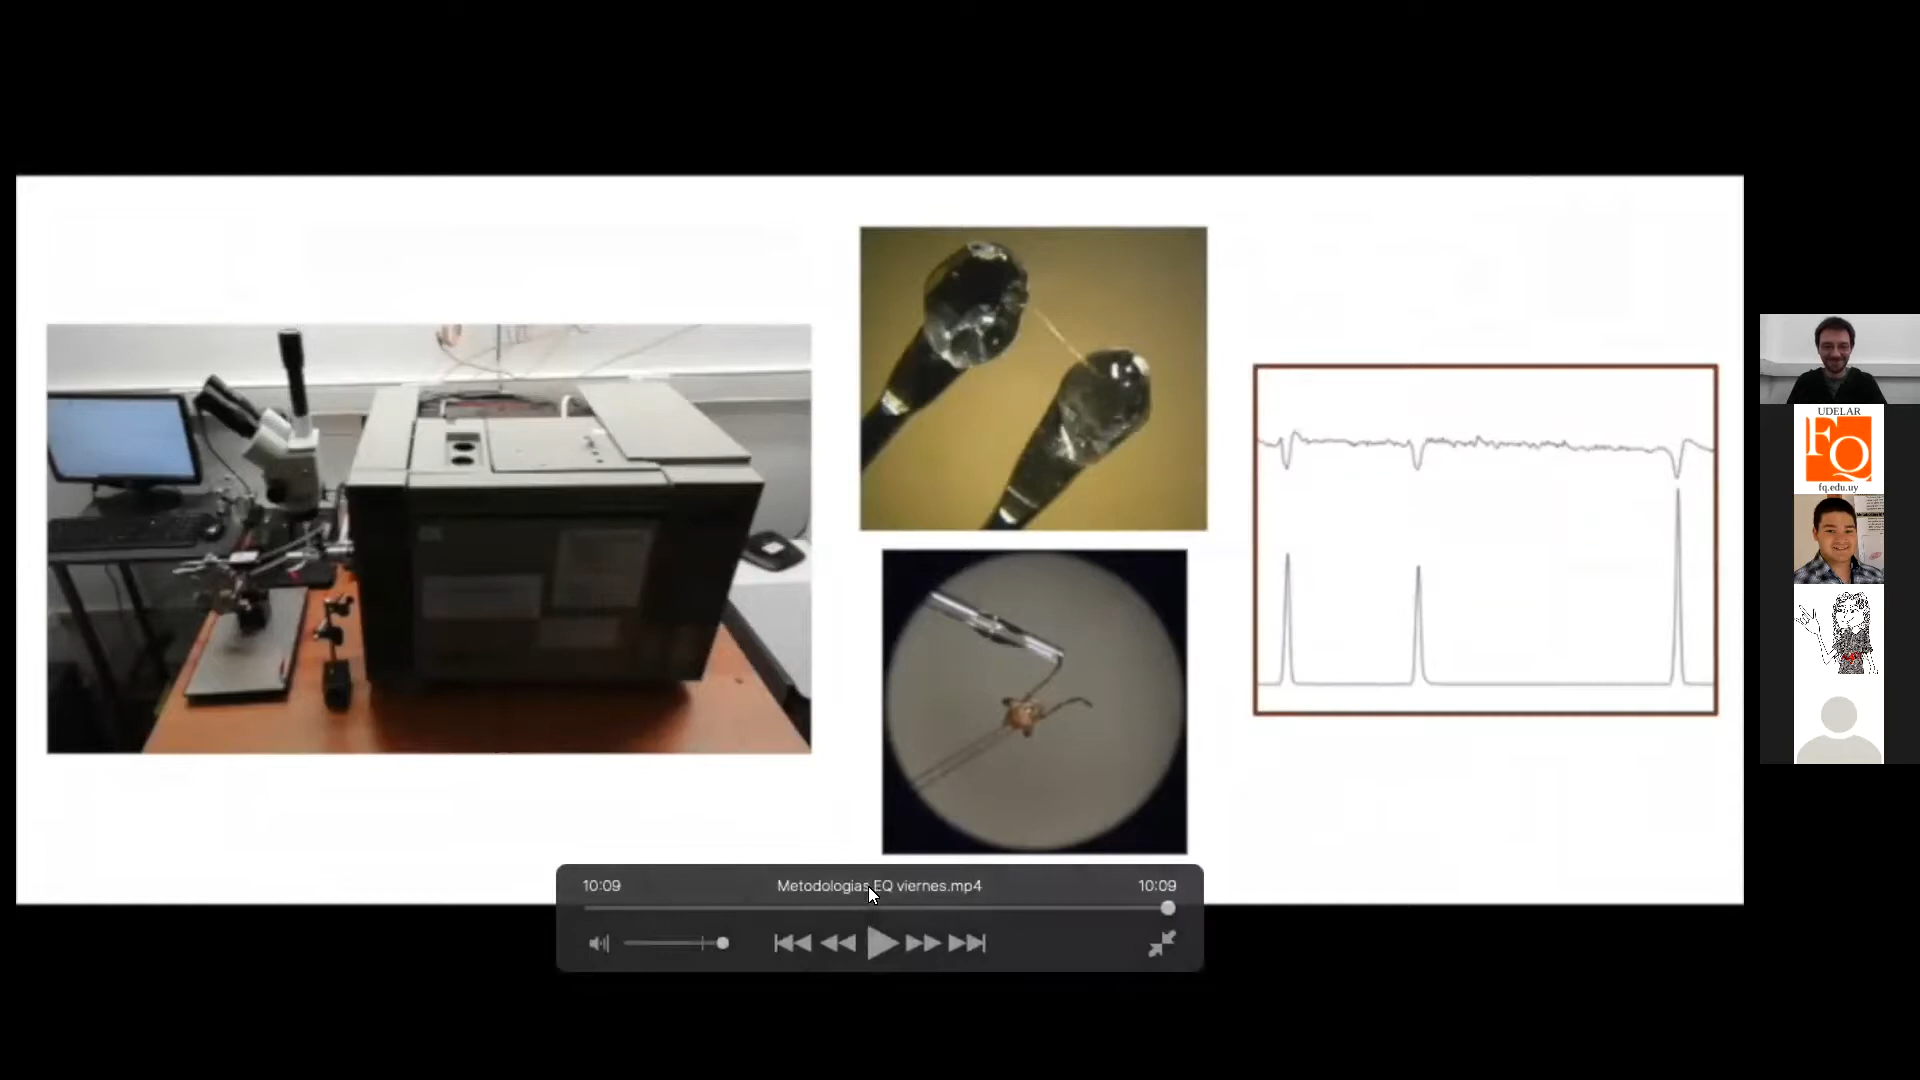 UDELAR
FQ
fq.edu.uy
10:09
Metodologias EQ viernes.mp4
10:09